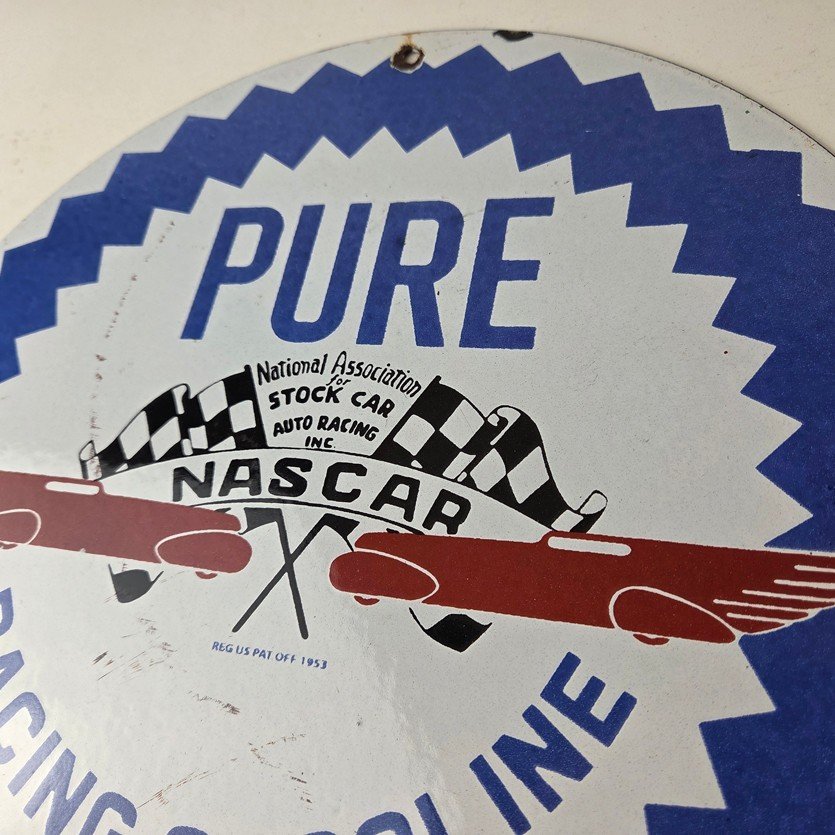 PURE
National Association
for
STOCK CAR
AUTO RACING
INC.
NASCAR
REG US PAT OFF 1953